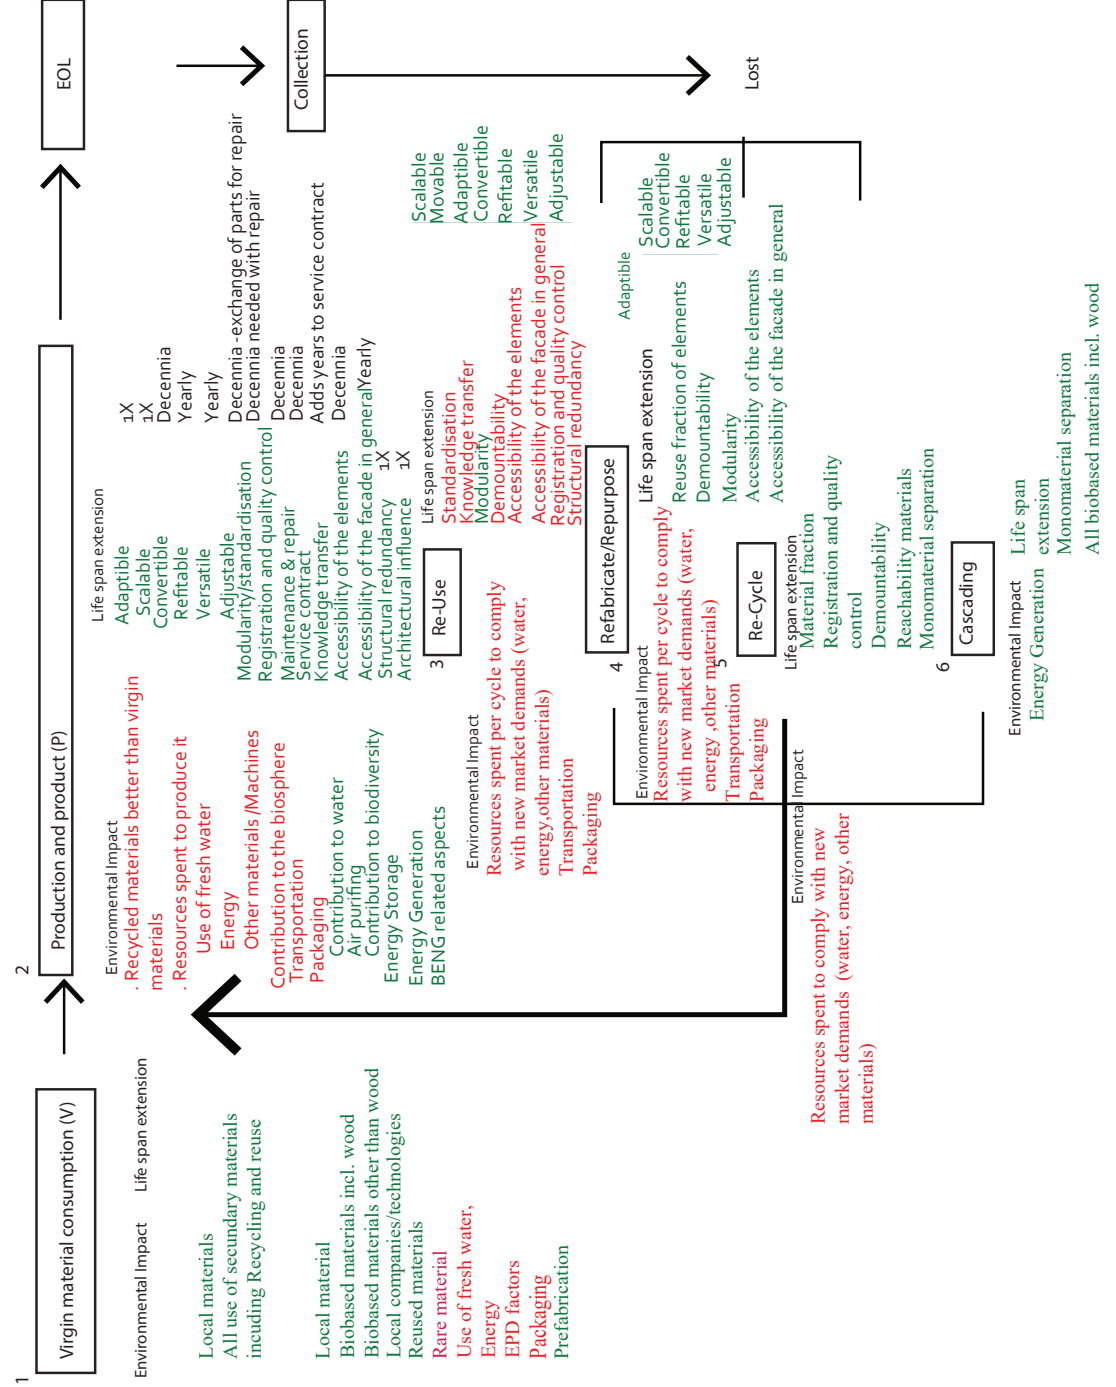 1
Virgin material consumption (V)
Environmental Impact
Life span extension
Local materials
All use of secundary materials
incuding Recycling and reuse
Local material
Biobased materials incl. wood
Biobased materials other than wood
Local companies/technologies
Reused materials
Rare material
Use of fresh water,
Energy
EPD factors
Packaging
Prefabrication
2
Production and product (P)
Environmental Impact
. Recycled materials better than virgin
materials
. Resources spent to produce it
Use of fresh water
Energy
Other materials /Machines
Contribution to the biosphere
Transportation
Packaging
Contribution to water
Air purifing
Contribution to biodiversity
Energy Storage
Energy Generation
BENG related aspects
Life span extension
Adaptible
Scalable
Convertible
Refitable
Versatile
Adjustable
Modularity/standardisation
Registration and quality control
Maintenance & repair
Service contract
Knowledge transfer
Accessibility of the elements
Accessibility of the facade in general
Structural redundancy
Architectural influence
1X
1X
Decennia
Yearly
Yearly
Decennia -exchange of parts for repair
Decennia needed with repair
Decennia
Decennia
Adds years to service contract
Decennia
Yearly
1X
1X
EOL
Collection
Lost
3
Re-Use
Environmental Impact
Resources spent per cycle to comply
with new market demands (water,
energy,other materials)
Transportation
Packaging
Life span extension
Standardisation
Knowledge transfer
Modularity
Demountability
Accessibility of the elements
Accessibility of the facade in general
Registration and quality control
Structural redundancy
Scalable
Movable
Adaptible
Convertible
Refitable
Versatile
Adjustable
4
Refabricate/Repurpose
Environmental Impact
Resources spent per cycle to comply
with new market demands (water,
energy ,other materials)
Transportation
Packaging
Life span extension
Reuse fraction of elements
Demountability
Modularity
Accessibility of the elements
Accessibility of the facade in general
Adaptible
Scalable
Convertible
Refitable
Versatile
Adjustable
5
Re-Cycle
Environmental Impact
Resources spent to comply with new
market demands (water, energy, other
materials)
Life span extension
Material fraction
Registration and quality
control
Demountability
Reachability materials
Monomaterial separation
6
Cascading
Environmental Impact
Energy Generation
Life span
extension
Monomaterial separation
All biobased materials incl. wood